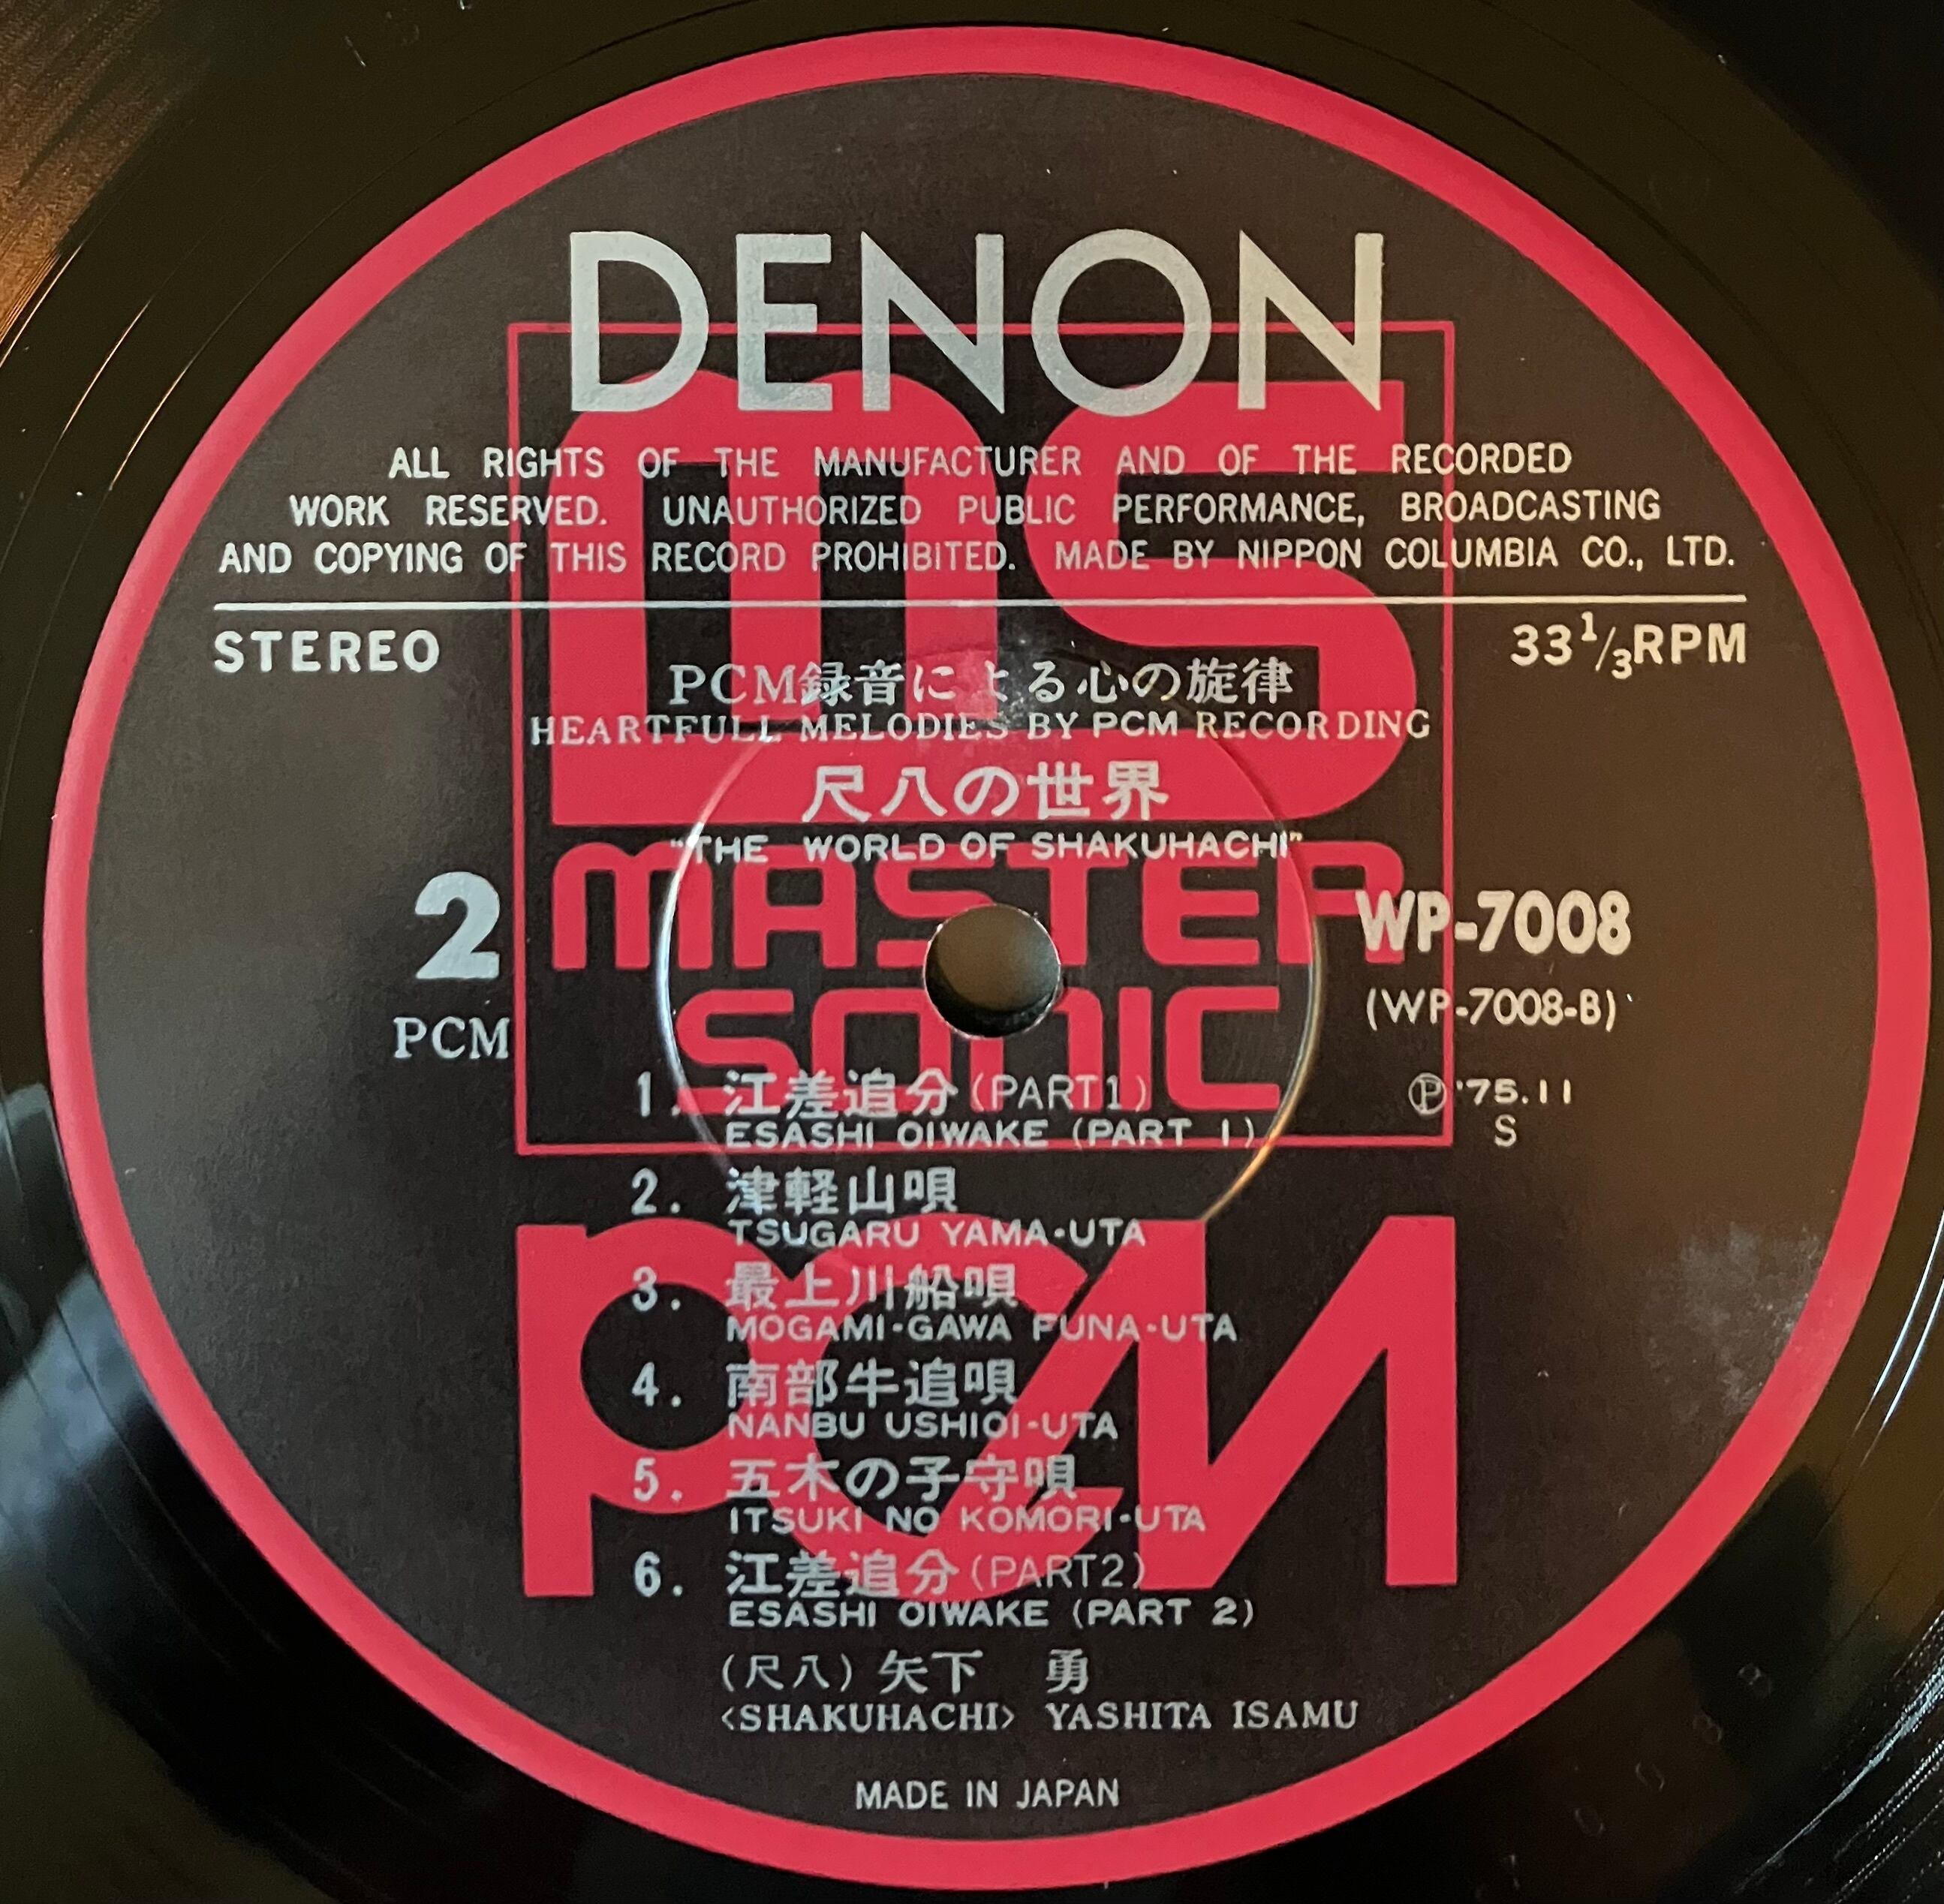 DENON
ms
ALL RIGHTS OF THE MANUFACTURER AND OF THE RECORDED
WORK RESERVED. UNAUTHORIZED PUBLIC PERFORMANCE, BROADCASTING
AND COPYING OF THIS RECORD PROHIBITED. MADE BY NIPPON COLUMBIA CO., LTD.
STEREO
33 1/3 RPM
PCM録音による心の旋律
HEARTFULL MELODIES BY PCM RECORDING
尺八の世界
"THE WORLD OF SHAKUHACHI"
MASTER
SONIC
2
PCM
WP-7008
(WP-7008-B)
Ⓟ '75.11
S
1. 江差追分(PART1)
ESASHI OIWAKE (PART 1)
2. 津軽山唄
TSUGARU YAMA-UTA
PCM
3. 最上川船唄
MOGAMI-GAWA FUNA-UTA
4. 南部牛追唄
NANBU USHIOI-UTA
5. 五木の子守唄
ITSUKI NO KOMORI-UTA
6. 江差追分(PART2)
ESASHI OIWAKE (PART 2)
(尺八) 矢下 勇
<SHAKUHACHI> YASHITA ISAMU
MADE IN JAPAN